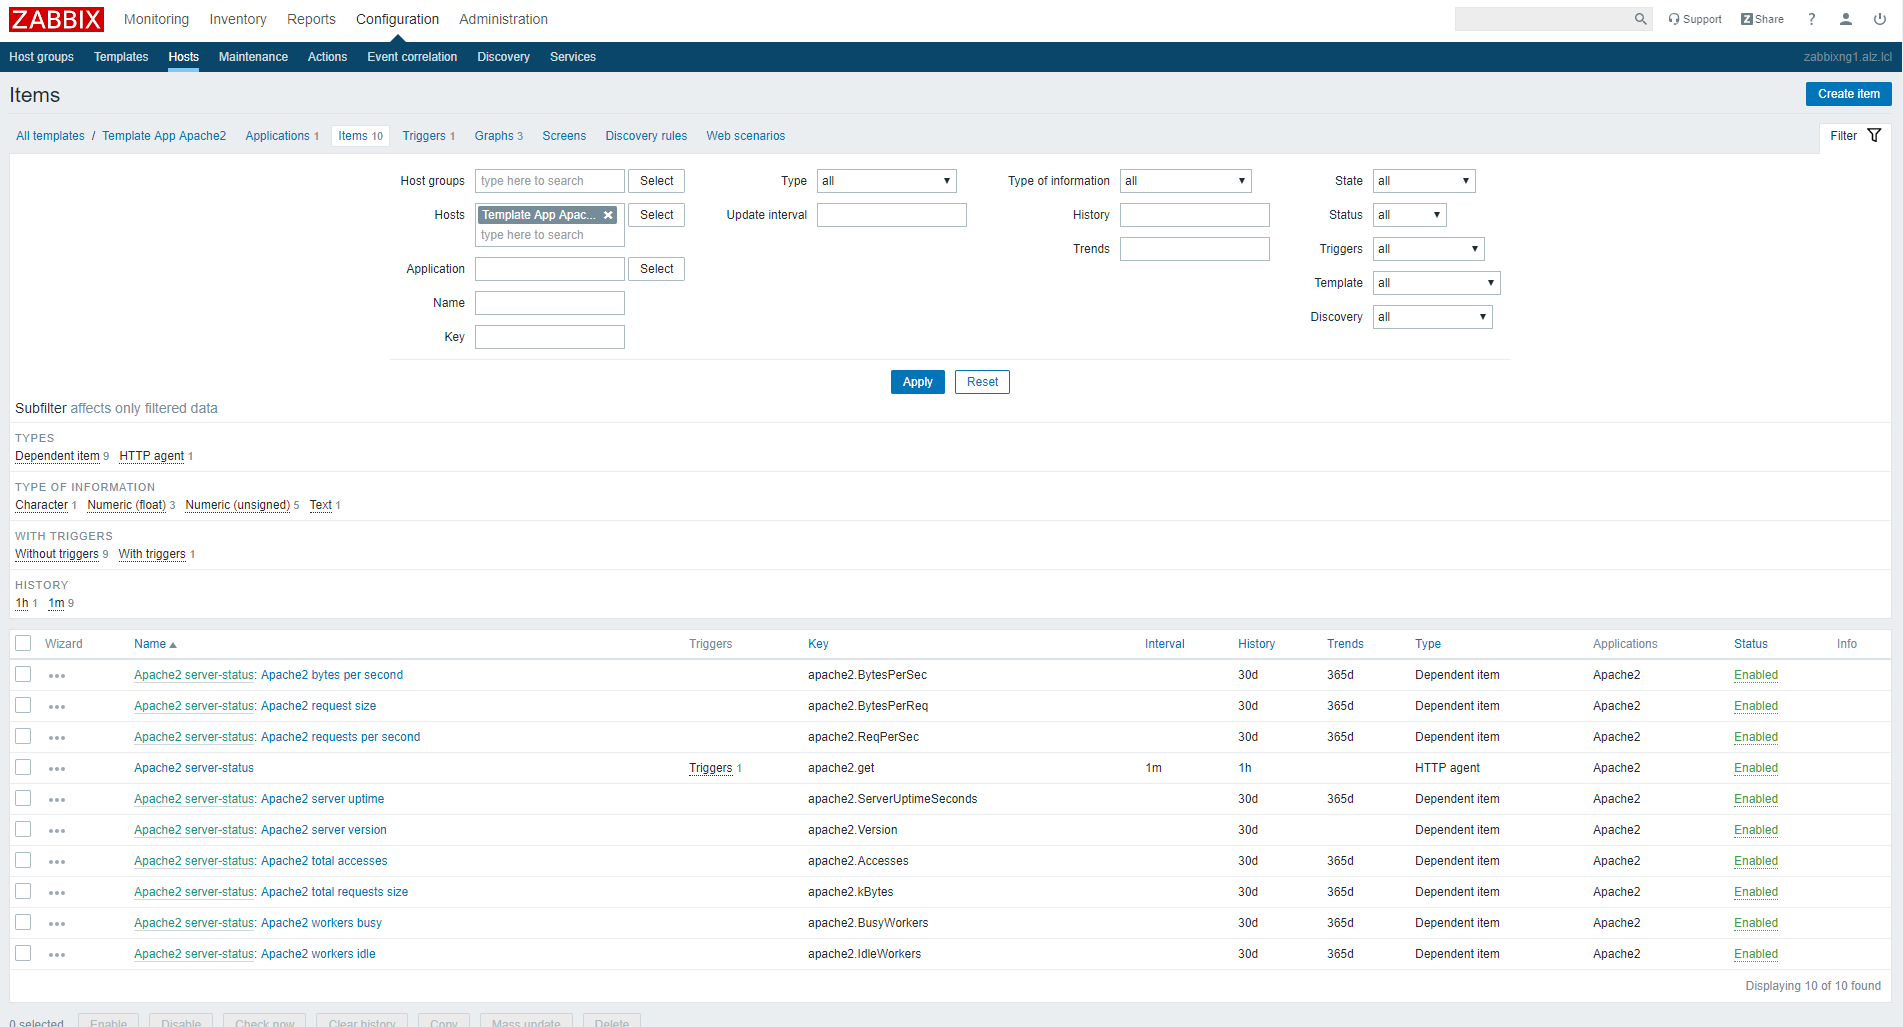 ZABBIX Monitoring Inventory Reports Configuration Administration Support Z Share ?
Host groups Templates Hosts Maintenance Actions Event correlation Discovery Services zabbixng1.alz.lcl
Items Create item
All templates / Template App Apache2 Applications 1 Items 10 Triggers 1 Graphs 3 Screens Discovery rules Web scenarios Filter
Host groups type here to search Select Type all Type of information all State all
Hosts Template App Apac... Select Update interval History Status all
type here to search
Trends Triggers all
Application Select
Template all
Name
Discovery all
Key
Apply Reset
Subfilter affects only filtered data
TYPES
Dependent item 9 HTTP agent 1
TYPE OF INFORMATION
Character 1 Numeric (float) 3 Numeric (unsigned) 5 Text 1
WITH TRIGGERS
Without triggers 9 With triggers 1
HISTORY
1h 1 1m 9
Wizard Name Triggers Key Interval History Trends Type Applications Status Info
Apache2 server-status: Apache2 bytes per second apache2.BytesPerSec 30d 365d Dependent item Apache2 Enabled
Apache2 server-status: Apache2 request size apache2.BytesPerReq 30d 365d Dependent item Apache2 Enabled
Apache2 server-status: Apache2 requests per second apache2.ReqPerSec 30d 365d Dependent item Apache2 Enabled
Apache2 server-status Triggers 1 apache2.get 1m 1h HTTP agent Apache2 Enabled
Apache2 server-status: Apache2 server uptime apache2.ServerUptimeSeconds 30d 365d Dependent item Apache2 Enabled
Apache2 server-status: Apache2 server version apache2.Version 30d Dependent item Apache2 Enabled
Apache2 server-status: Apache2 total accesses apache2.Accesses 30d 365d Dependent item Apache2 Enabled
Apache2 server-status: Apache2 total requests size apache2.kBytes 30d 365d Dependent item Apache2 Enabled
Apache2 server-status: Apache2 workers busy apache2.BusyWorkers 30d 365d Dependent item Apache2 Enabled
Apache2 server-status: Apache2 workers idle apache2.IdleWorkers 30d 365d Dependent item Apache2 Enabled
Displaying 10 of 10 found
0 selected Enable Disable Check now Clear history Copy Mass update Delete